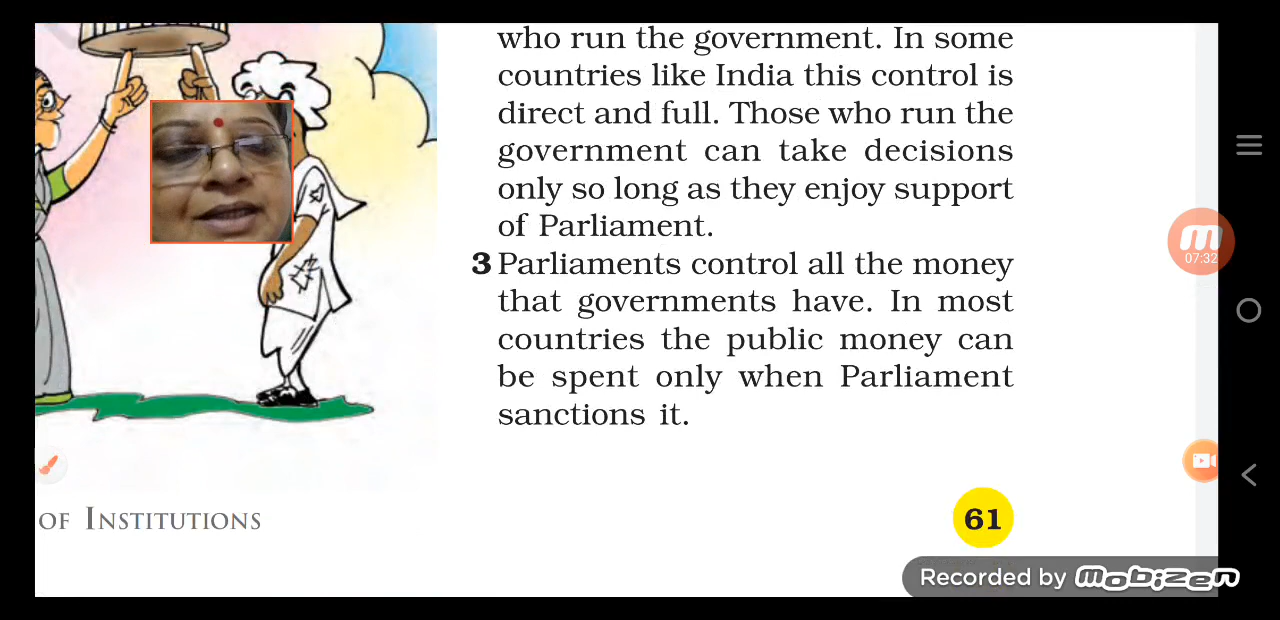 who run the government. In some
countries like India this control is
direct and full. Those who run the
government can take decisions
only so long as they enjoy support
of Parliament.
3 Parliaments control all the money
that governments have. In most
countries the public money can
be spent only when Parliament
sanctions it.
OF INSTITUTIONS
61
07:32
Recorded by Mobizen